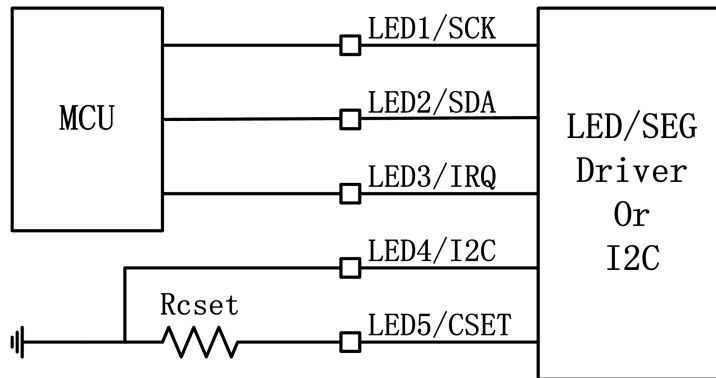 LED1/SCK
MCU
LED2/SDA
LED/SEG
Driver
Or
I2C
LED3/IRQ
LED4/I2C
Rcset
LED5/CSET